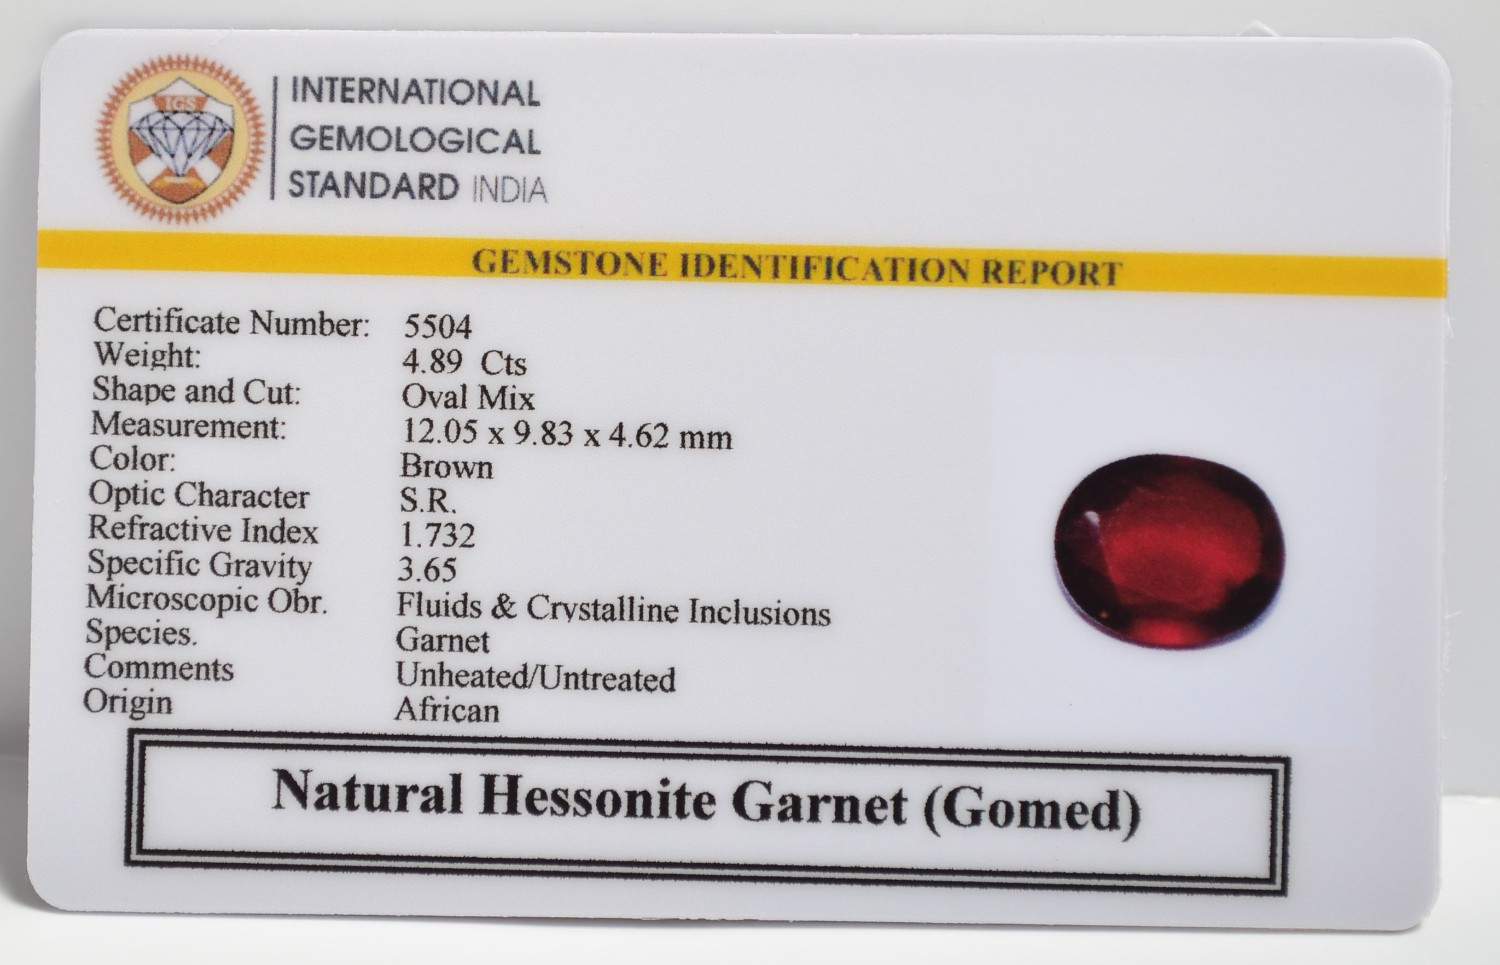 IGS
INTERNATIONAL
GEMOLOGICAL
STANDARD INDIA
GEMSTONE IDENTIFICATION REPORT
Certificate Number: 5504
Weight: 4.89 Cts
Shape and Cut: Oval Mix
Measurement: 12.05 x 9.83 x 4.62 mm
Color: Brown
Optic Character S.R.
Refractive Index 1.732
Specific Gravity 3.65
Microscopic Obr. Fluids & Crystalline Inclusions
Species. Garnet
Comments Unheated/Untreated
Origin African
Natural Hessonite Garnet (Gomed)